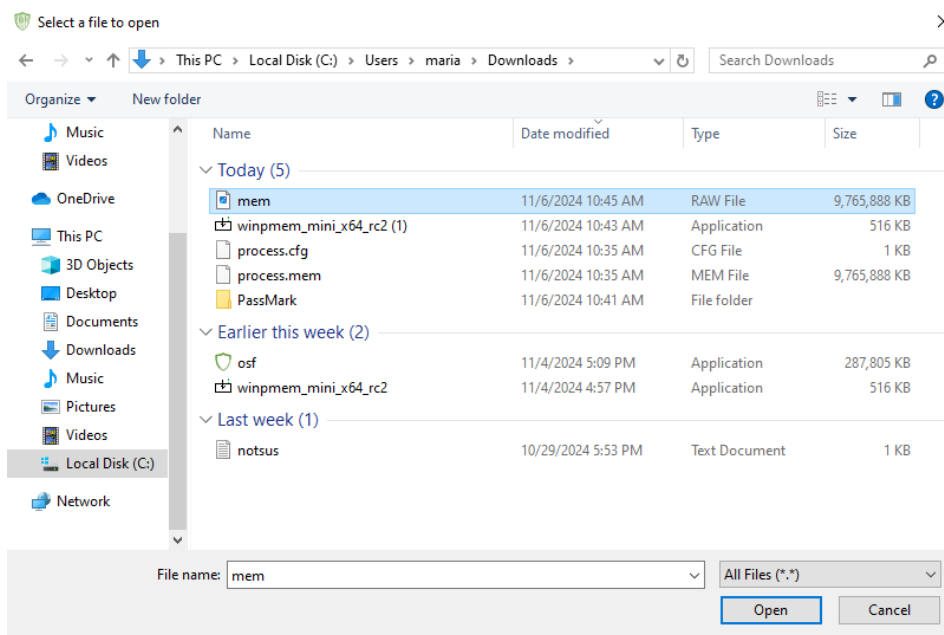 Select a file to open
This PC > Local Disk (C:) > Users > maria > Downloads >
Search Downloads
Organize
New folder
Music
Videos
OneDrive
This PC
3D Objects
Desktop
Documents
Downloads
Music
Pictures
Videos
Local Disk (C:)
Network
Name Date modified Type Size
Today (5)
mem 11/6/2024 10:45 AM RAW File 9,765,888 KB
winpmem_mini_x64_rc2 (1) 11/6/2024 10:43 AM Application 516 KB
process.cfg 11/6/2024 10:35 AM CFG File 1 KB
process.mem 11/6/2024 10:35 AM MEM File 9,765,888 KB
PassMark 11/6/2024 10:41 AM File folder
Earlier this week (2)
osf 11/4/2024 5:09 PM Application 287,805 KB
winpmem_mini_x64_rc2 11/4/2024 4:57 PM Application 516 KB
Last week (1)
notsus 10/29/2024 5:53 PM Text Document 1 KB
File name: mem All Files (*.*)
Open Cancel